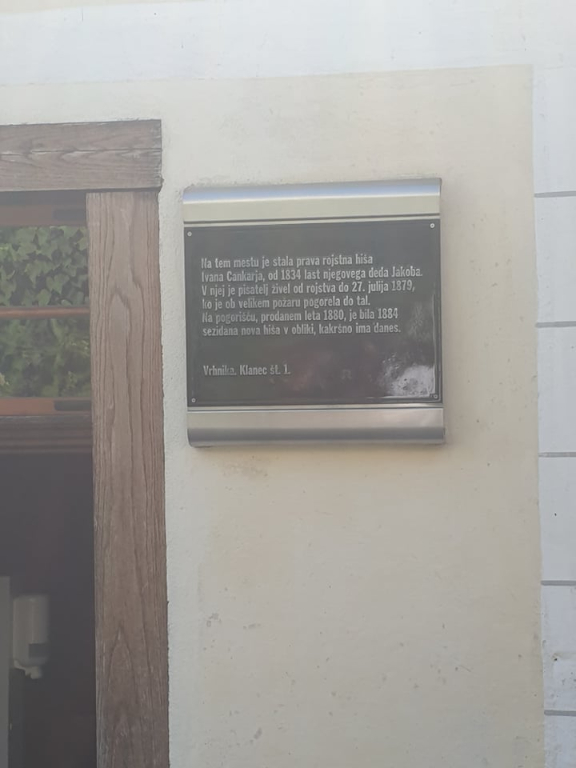 Na tem mestu je stala prava rojstna hiša
Ivana Cankarja, od 1834 last njegovega deda Jakoba.
V njej je pisatelj živel od rojstva do 27. julija 1879,
ko je ob velikem požaru pogorela do tal.
Na pogorišču, prodanem leta 1880, je bila 1884
sezidana nova hiša v obliki, kakršno ima danes.
Vrhnika, Klanec št. 1.